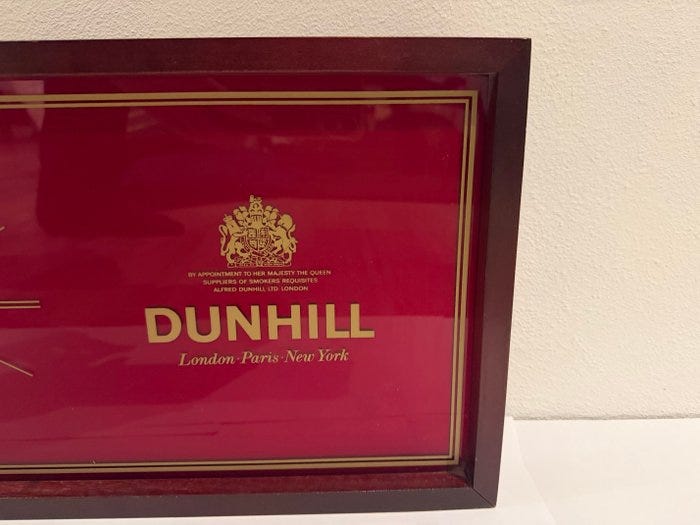 BY APPOINTMENT TO HER MAJESTY THE QUEEN
SUPPLIERS OF SMOKERS REQUISITES
ALFRED DUNHILL LTD LONDON
DUNHILL
London·Paris·New York